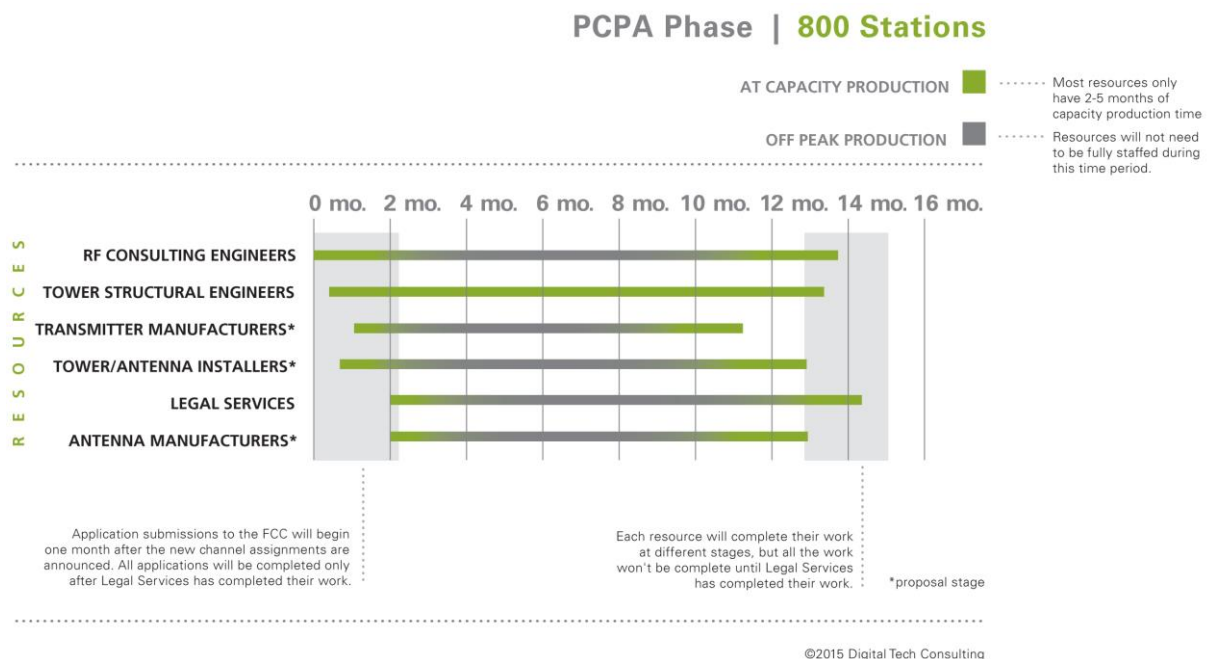 PCPA Phase | 800 Stations
AT CAPACITY PRODUCTION
Most resources only
have 2-5 months of
capacity production time
OFF PEAK PRODUCTION
Resources will not need
to be fully staffed during
this time period.
0 mo. 2 mo. 4 mo. 6 mo. 8 mo. 10 mo. 12 mo. 14 mo. 16 mo.
RESOURCES
RF CONSULTING ENGINEERS
TOWER STRUCTURAL ENGINEERS
TRANSMITTER MANUFACTURERS*
TOWER/ANTENNA INSTALLERS*
LEGAL SERVICES
ANTENNA MANUFACTURERS*
Application submissions to the FCC will begin
one month after the new channel assignments are
announced. All applications will be completed only
after Legal Services has completed their work.
Each resource will complete their work
at different stages, but all the work
won't be complete until Legal Services
has completed their work.
*proposal stage
©2015 Digital Tech Consulting